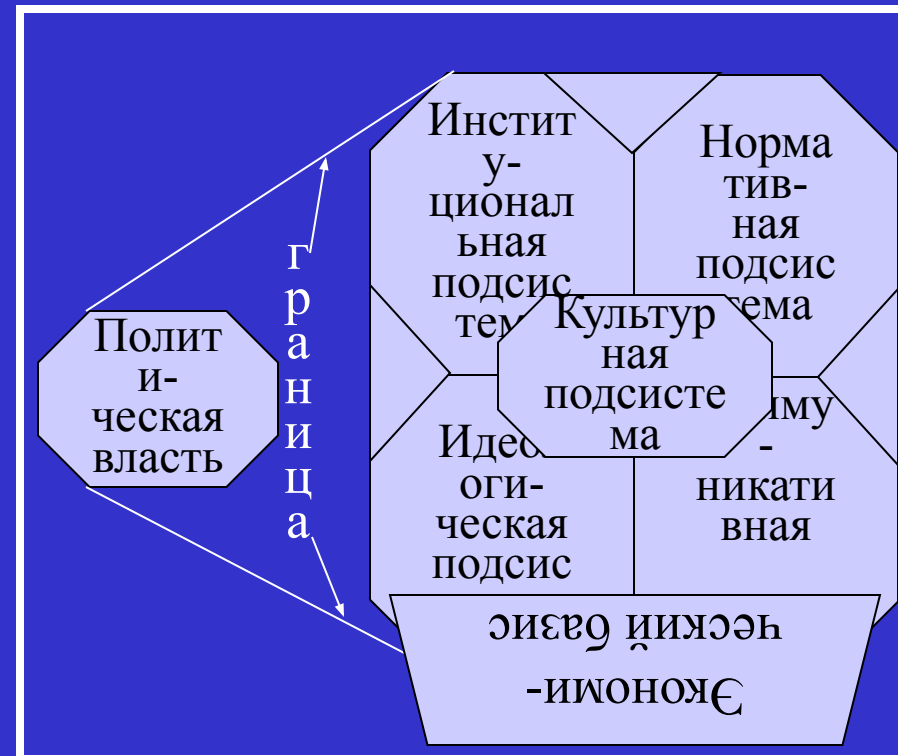 Инстит
у-
ционал
ьная
подсис
Норма
тив-
ная
подсис
тема
граница
Полит
и-
ческая
власть
Культур
ная
подсисте
ма
оги-
ческая
подсис
-
никати
вная
Экономи-
ческий базис